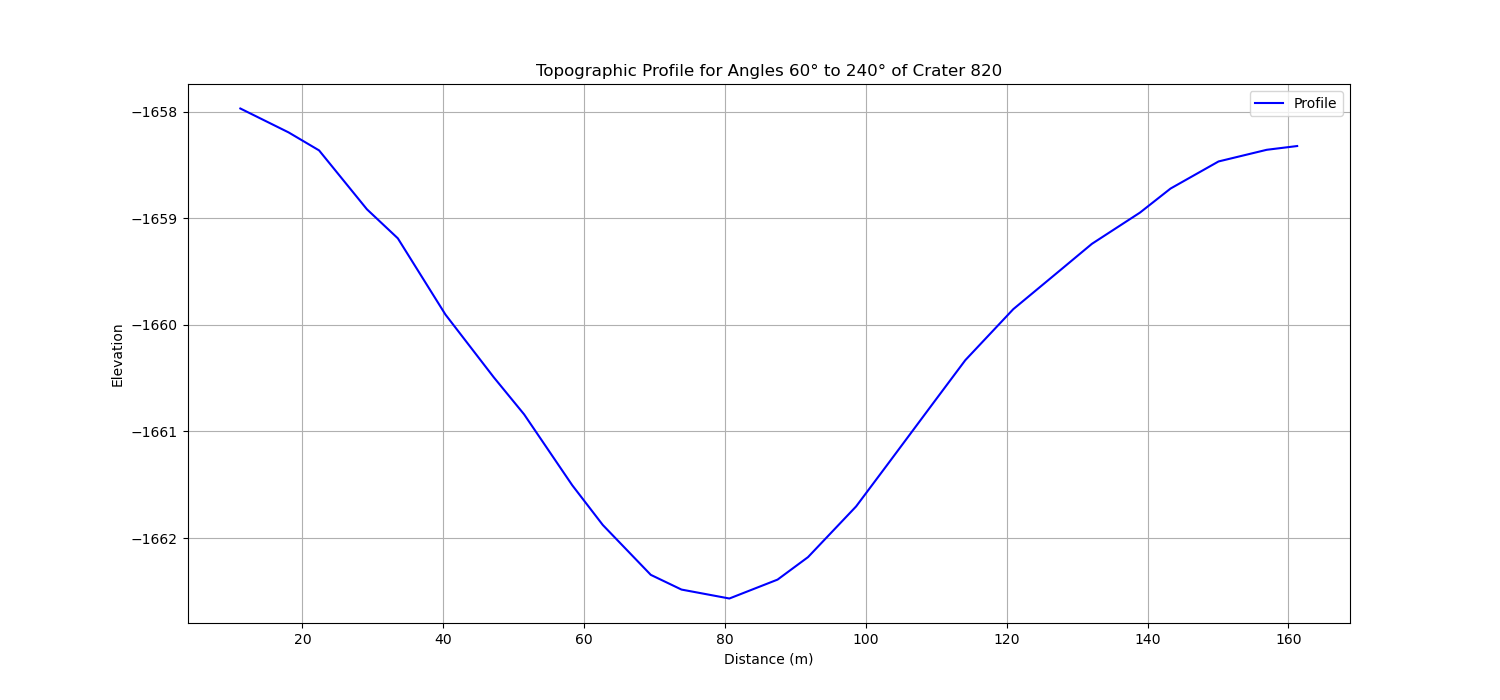 Topographic Profile for Angles 60° to 240° of Crater 820
Profile
−1658
−1659
−1660
−1661
−1662
Elevation
20 40 60 80 100 120 140 160
Distance (m)